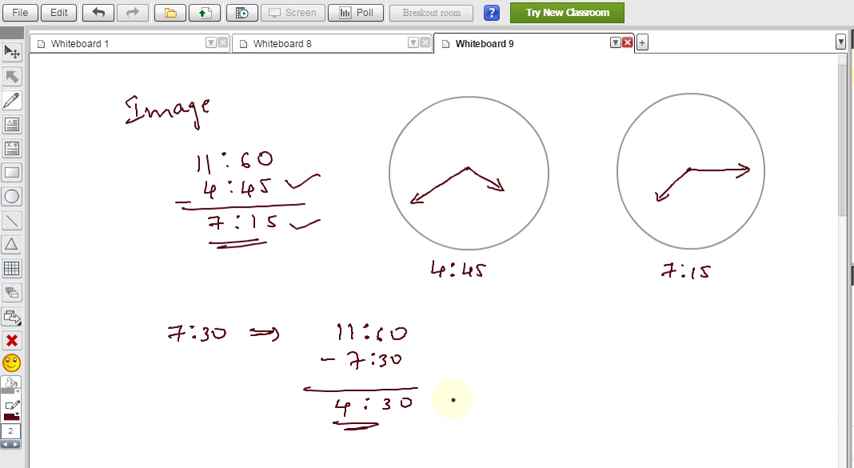 File Edit Screen Poll Breakout room ? Try New Classroom
Whiteboard 1 Whiteboard 8 Whiteboard 9
Image
11:60
4:45
- 7:15
4:45
7:15
7:30 ⇒ 11:60
- 7:30
4:30
2